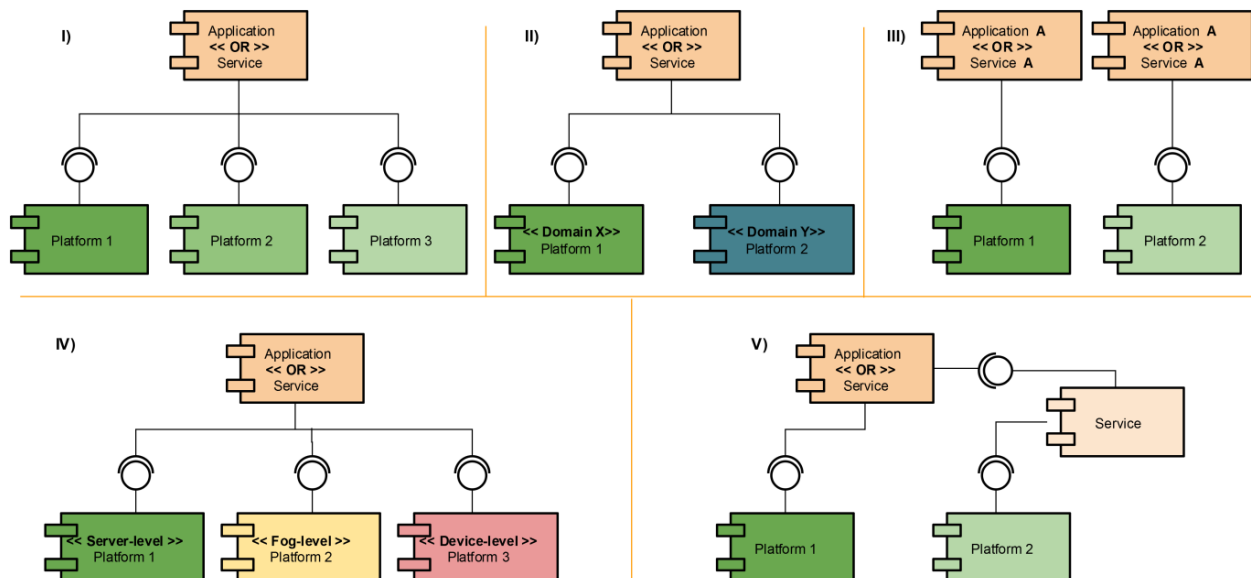 I)
Application
<< OR >>
Service
Platform 1
Platform 2
Platform 3
II)
Application
<< OR >>
Service
<< Domain X>>
Platform 1
<< Domain Y>>
Platform 2
III)
Application A
<< OR >>
Service A
Application A
<< OR >>
Service A
Platform 1
Platform 2
IV)
Application
<< OR >>
Service
<< Server-level >>
Platform 1
<< Fog-level >>
Platform 2
<< Device-level >>
Platform 3
V)
Application
<< OR >>
Service
Service
Platform 1
Platform 2